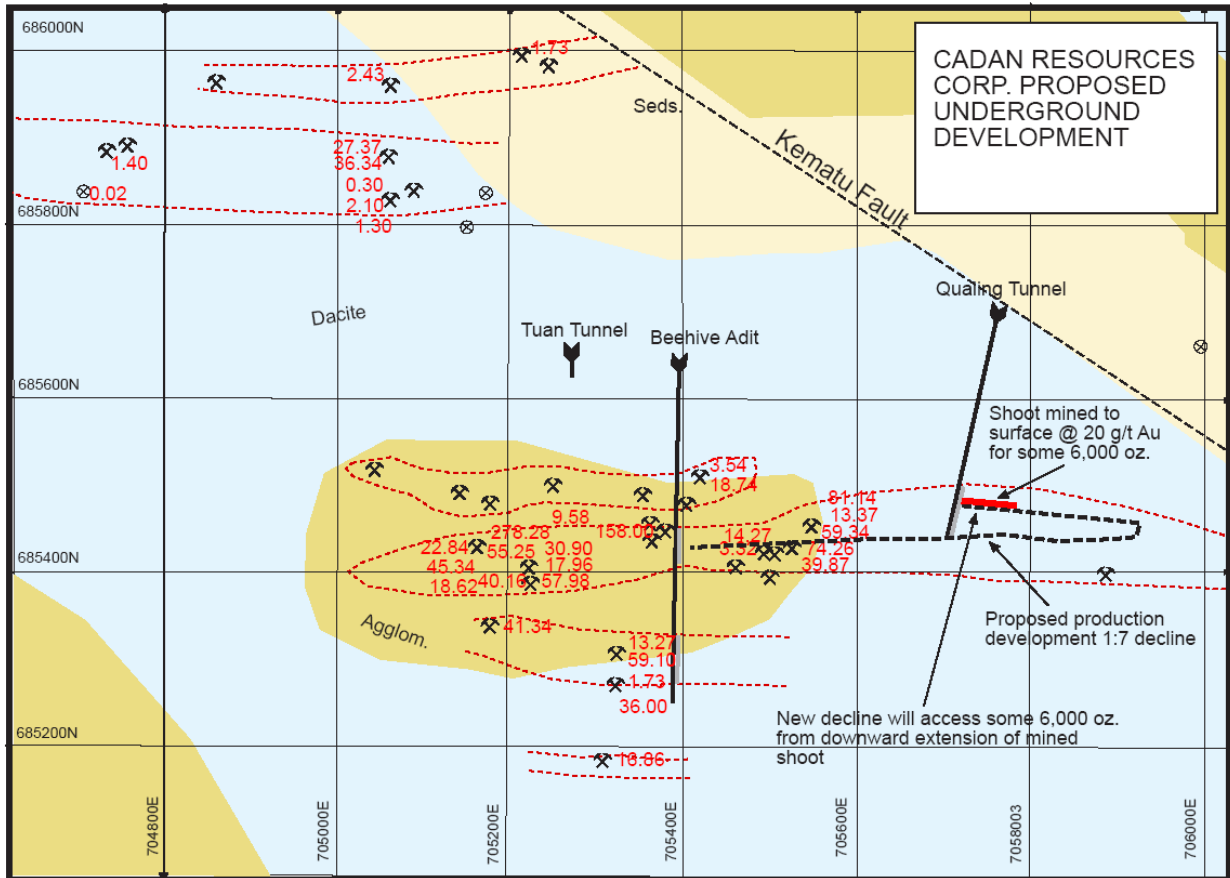 686000N
CADAN RESOURCES
CORP. PROPOSED
UNDERGROUND
DEVELOPMENT
1.73
2.43
Seds.
Kematu Fault
27.37
36.34
1.40
0.30
0.02
2.10
1.30
685800N
Qualing Tunnel
Dacite
Tuan Tunnel
Beehive Adit
685600N
Shoot mined to
surface @ 20 g/t Au
for some 6,000 oz.
3.54
18.74
81.14
13.37
59.34
9.58
158.00
278.28
14.27
3.32
74.26
39.87
22.84
55.25
30.90
45.34
17.96
18.62
40.16
57.98
685400N
Proposed production
development 1:7 decline
Agglom.
41.34
13.27
59.10
1.73
36.00
New decline will access some 6,000 oz.
from downward extension of mined
shoot
685200N
16.86
704800E
705000E
705200E
705400E
705600E
7058003
706000E